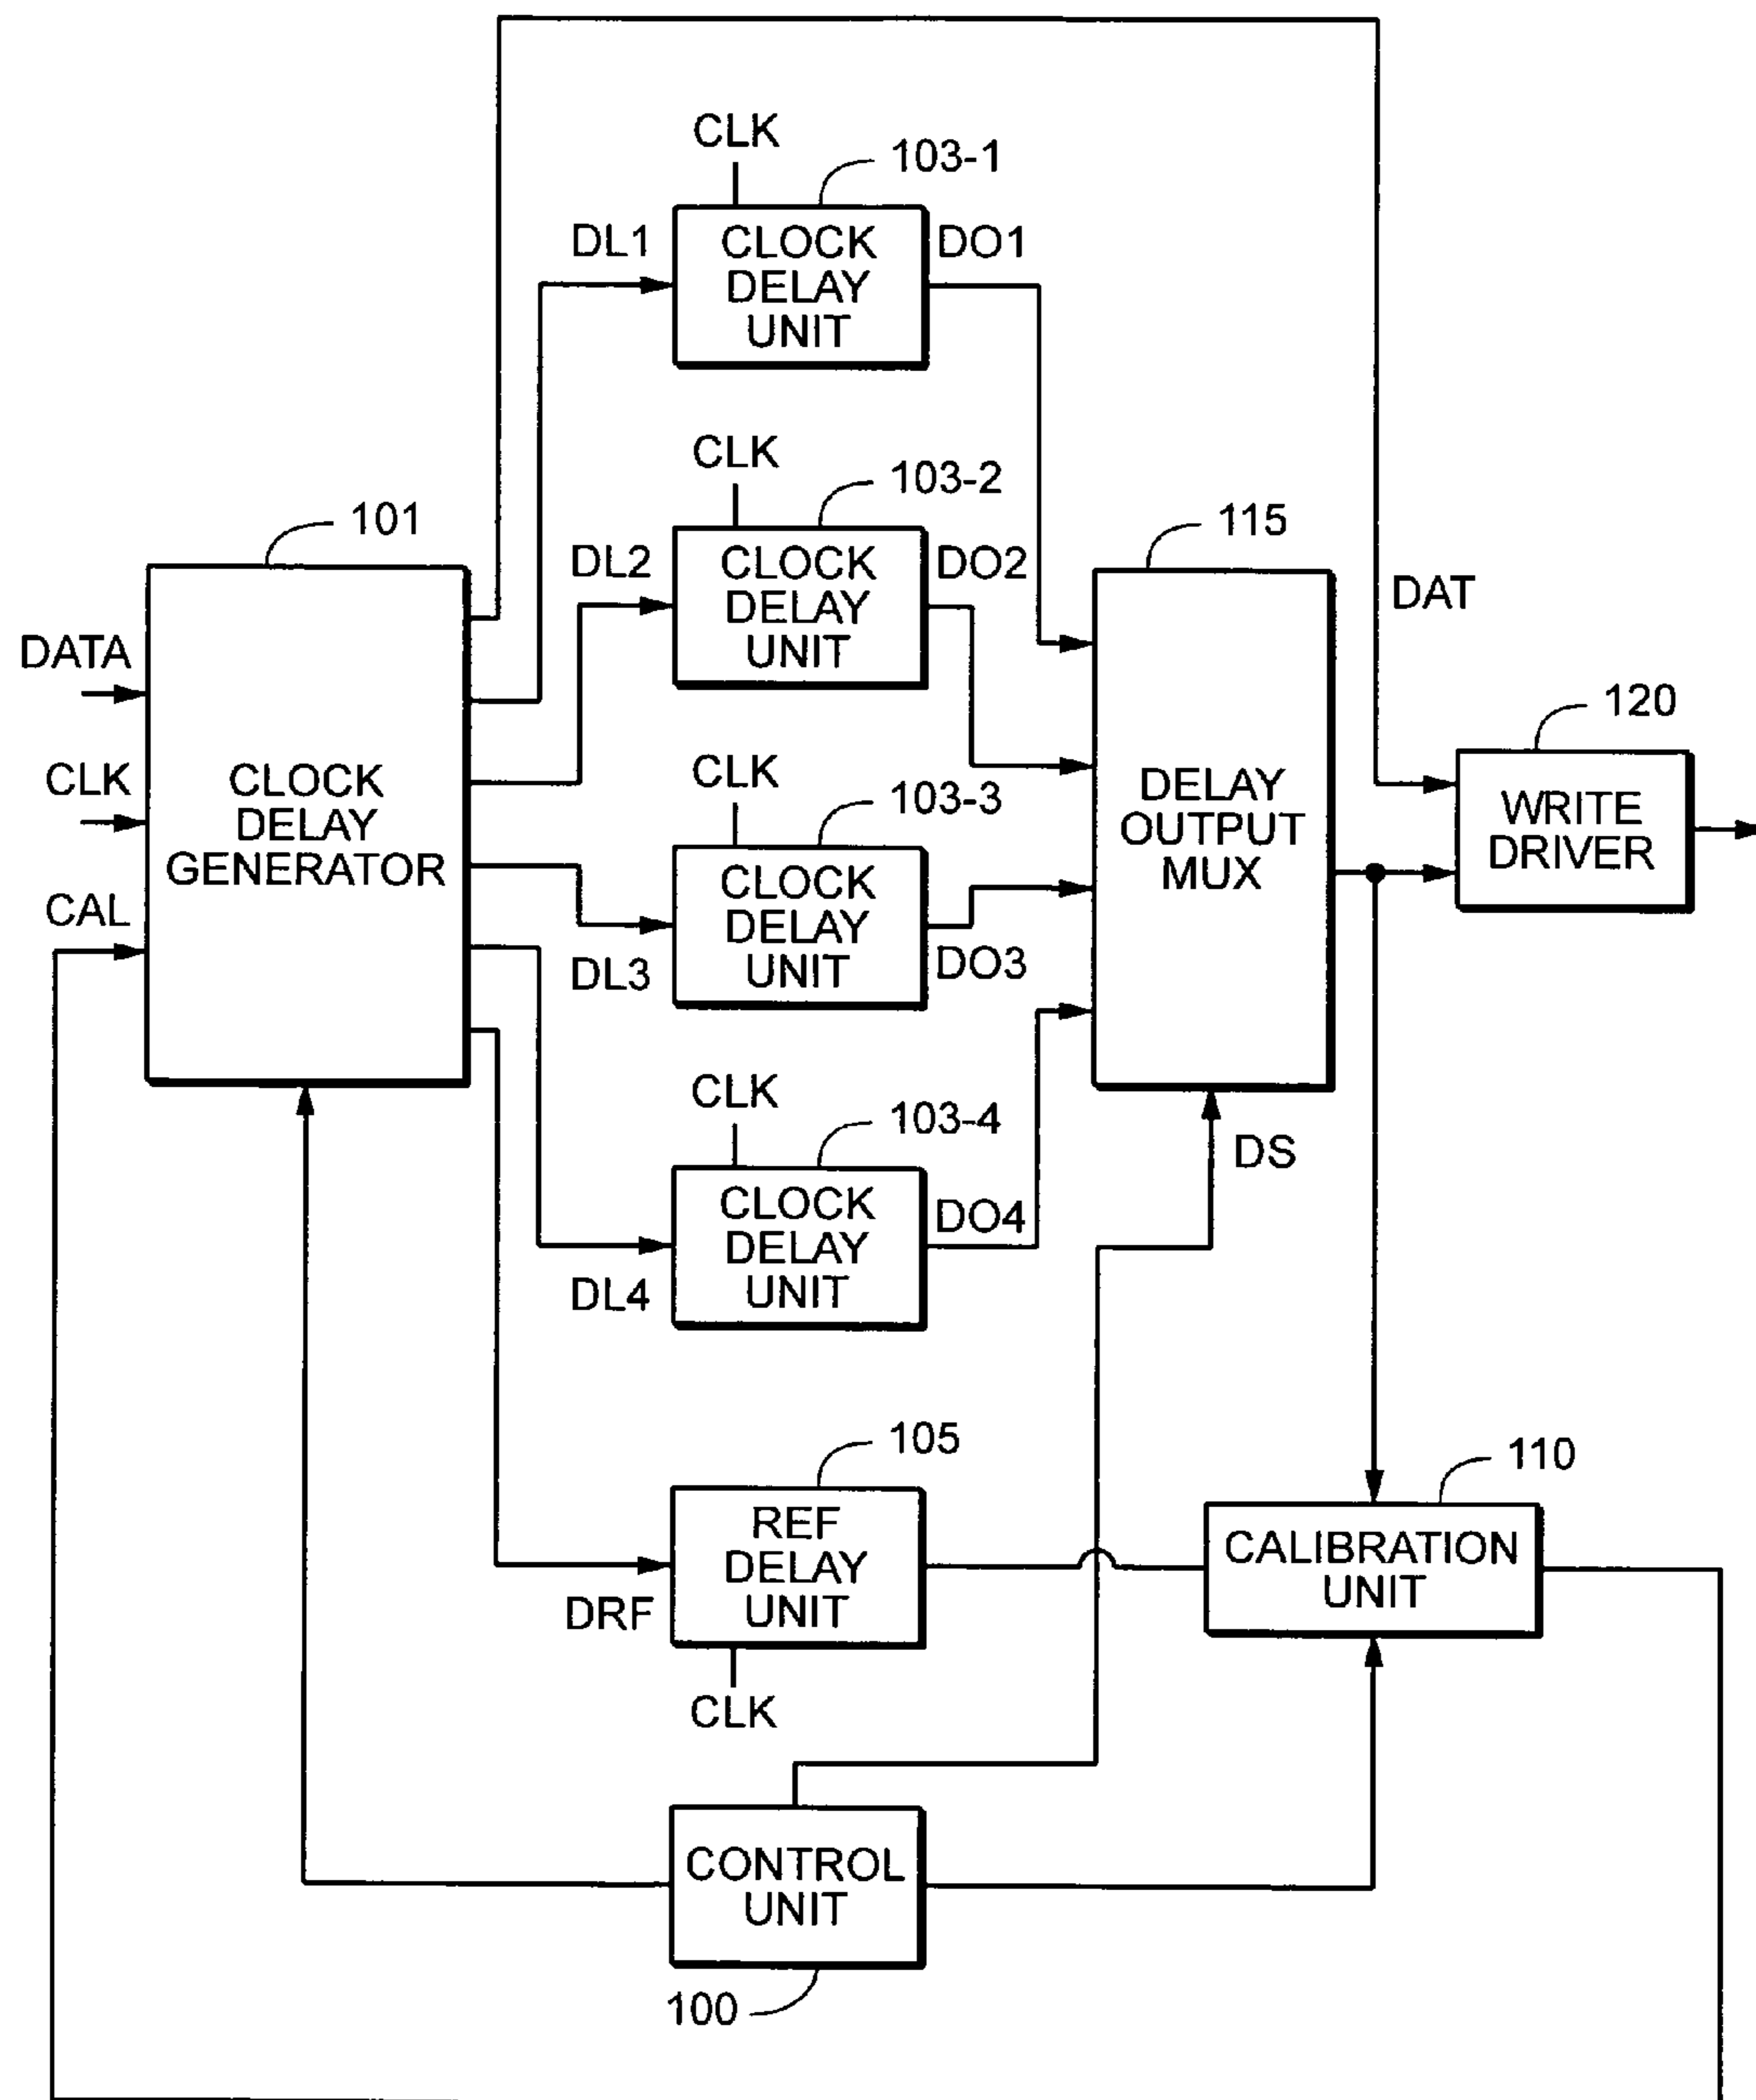 CLK
103-1
DL1
CLOCK
DELAY
UNIT
DO1
CLK
103-2
DL2
CLOCK
DELAY
UNIT
DO2
101
115
DATA
CLK
CAL
CLOCK
DELAY
GENERATOR
DAT
120
CLK
103-3
CLOCK
DELAY
UNIT
DL3
DO3
DELAY
OUTPUT
MUX
WRITE
DRIVER
CLK
103-4
CLOCK
DELAY
UNIT
DL4
DO4
DS
105
REF
DELAY
UNIT
DRF
CLK
110
CALIBRATION
UNIT
CONTROL
UNIT
100